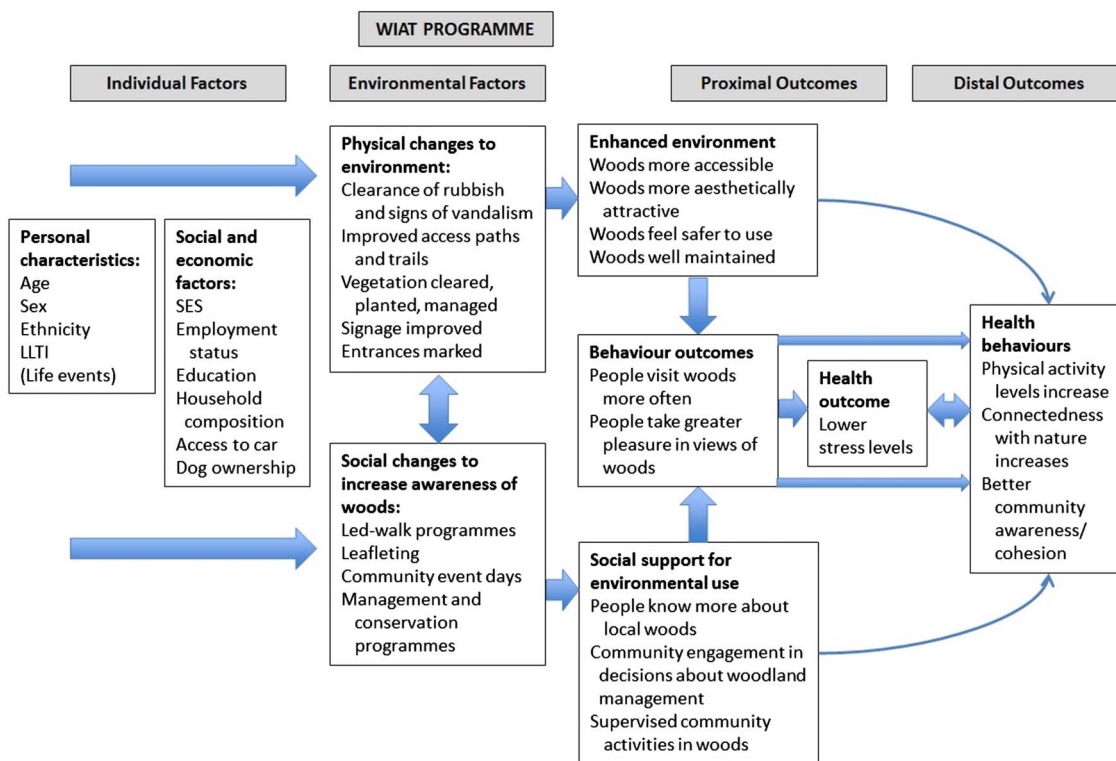 WIAT PROGRAMME
Individual Factors
Environmental Factors
Proximal Outcomes
Distal Outcomes
Personal
characteristics:
Age
Sex
Ethnicity
LLTI
(Life events)
Social and
economic
factors:
SES
Employment
status
Education
Household
composition
Access to car
Dog ownership
Physical changes to
environment:
Clearance of rubbish
and signs of vandalism
Improved access paths
and trails
Vegetation cleared,
planted, managed
Signage improved
Entrances marked
Social changes to
increase awareness of
woods:
Led-walk programmes
Leafleting
Community event days
Management and
conservation
programmes
Enhanced environment
Woods more accessible
Woods more aesthetically
attractive
Woods feel safer to use
Woods well maintained
Behaviour outcomes
People visit woods
more often
People take greater
pleasure in views of
woods
Social support for
environmental use
People know more about
local woods
Community engagement in
decisions about woodland
management
Supervised community
activities in woods
Health
outcome
Lower
stress levels
Health
behaviours
Physical activity
levels increase
Connectedness
with nature
increases
Better
community
awareness/
cohesion